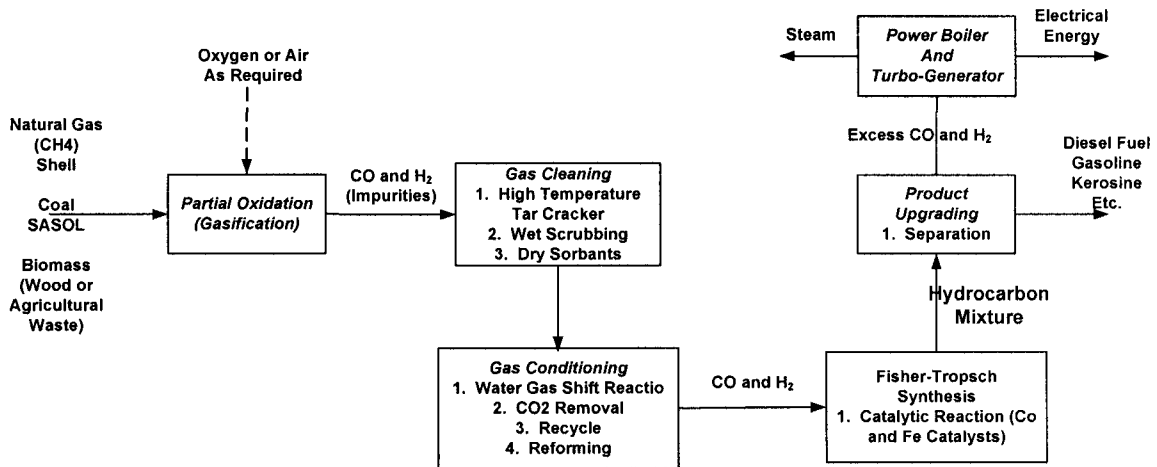 Oxygen or Air
As Required
Natural Gas
(CH4)
Shell
Coal
SASOL
Biomass
(Wood or
Agricultural
Waste)
Partial Oxidation
(Gasification)
CO and H₂
(Impurities)
Gas Cleaning
1. High Temperature
Tar Cracker
2. Wet Scrubbing
3. Dry Sorbants
Gas Conditioning
1. Water Gas Shift Reactio
2. CO2 Removal
3. Recycle
4. Reforming
CO and H₂
Fisher-Tropsch
Synthesis
1. Catalytic Reaction (Co
and Fe Catalysts)
Hydrocarbon
Mixture
Product
Upgrading
1. Separation
Diesel Fuel
Gasoline
Kerosine
Etc.
Excess CO and H₂
Power Boiler
And
Turbo-Generator
Steam
Electrical
Energy